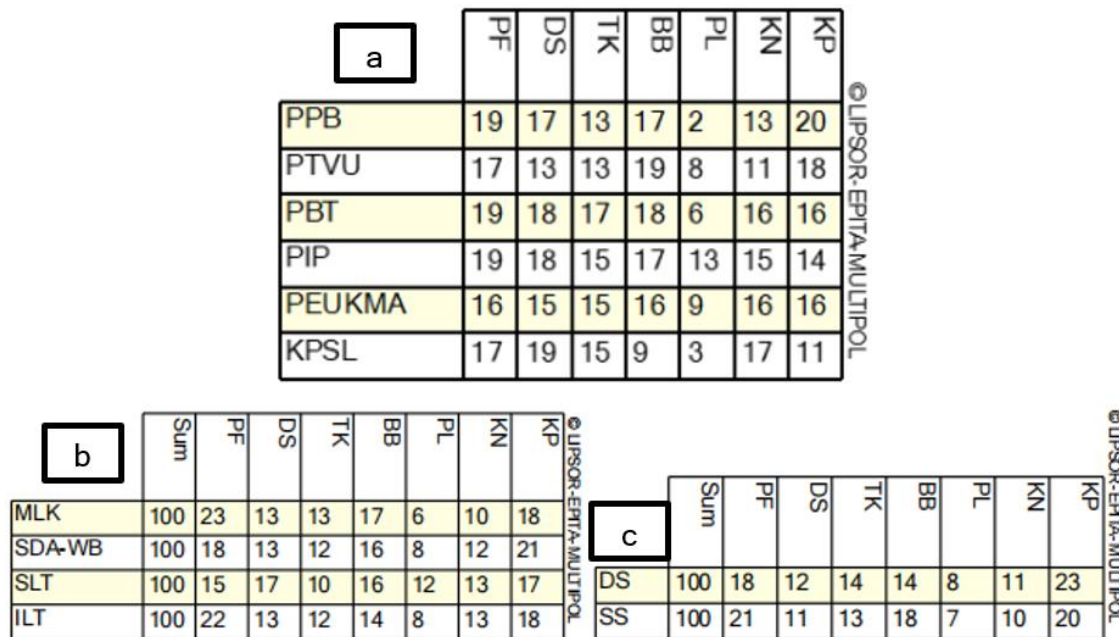 a
PF DS TK BB PL KN KP
PPB 19 17 13 17 2 13 20
PTVU 17 13 13 19 8 11 18
PBT 19 18 17 18 6 16 16
PIP 19 18 15 17 13 15 14
PEUKMA 16 15 15 16 9 16 16
KPSL 17 19 15 9 3 17 11
© LIPSOR-EPITA-MULTIPOL
b
Sum PF DS TK BB PL KN KP
MLK 100 23 13 13 17 6 10 18
SDA-WB 100 18 13 12 16 8 12 21
SLT 100 15 17 10 16 12 13 17
ILT 100 22 13 12 14 8 13 18
© LIPSOR-EPITA-MULTIPOL
c
Sum PF DS TK BB PL KN KP
DS 100 18 12 14 14 8 11 23
SS 100 21 11 13 18 7 10 20
© LIPSOR-EPITA-MULTIPOL